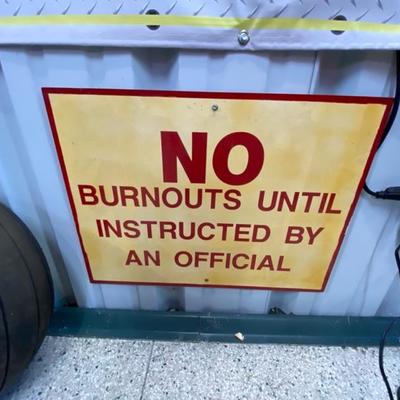 NO
BURNOUTS UNTIL
INSTRUCTED BY
AN OFFICIAL